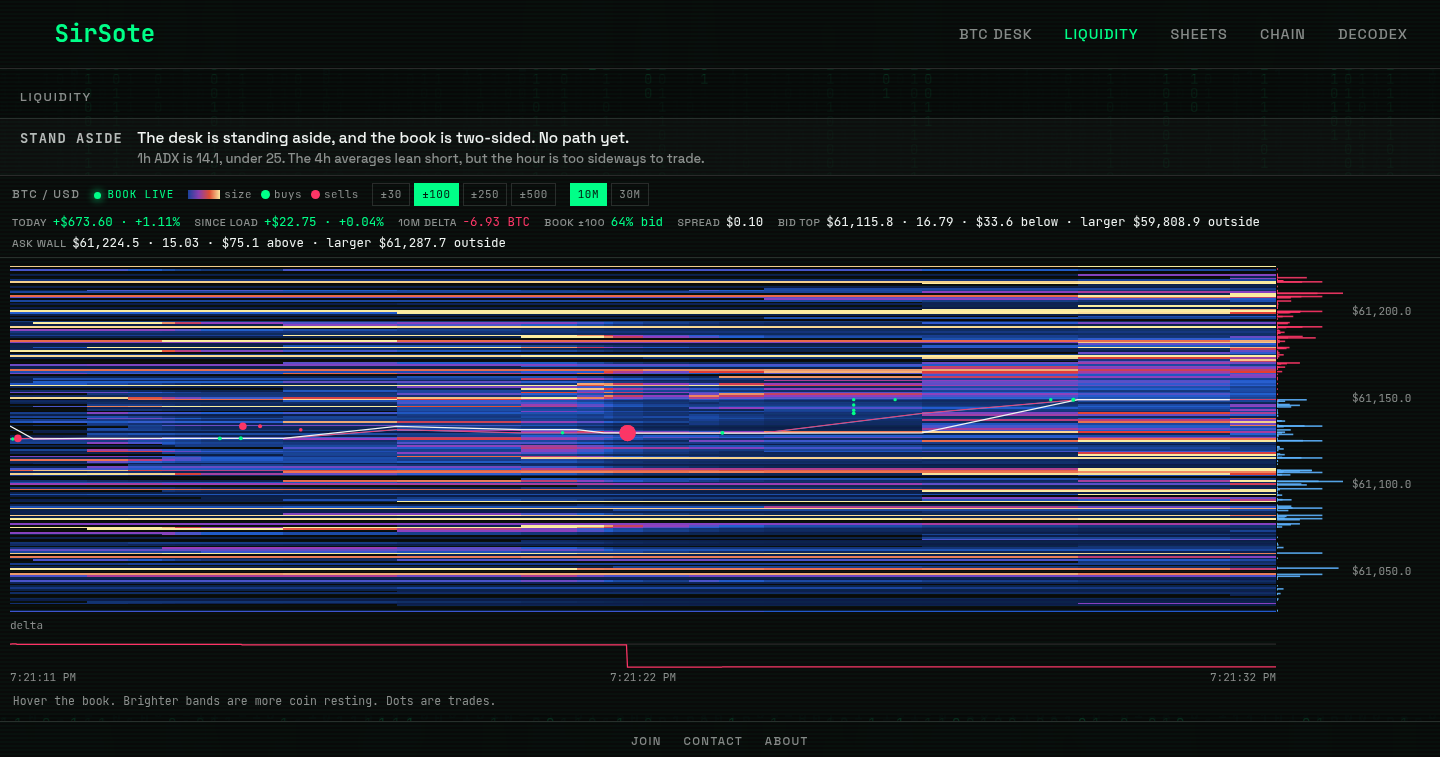 SirSote
BTC DESK LIQUIDITY SHEETS CHAIN DECODEX
LIQUIDITY
STAND ASIDE The desk is standing aside, and the book is two-sided. No path yet.
1h ADX is 14.1, under 25. The 4h averages lean short, but the hour is too sideways to trade.
BTC / USD BOOK LIVE size buys sells ±30 ±100 ±250 ±500 10M 30M
TODAY +$673.60 · +1.11% SINCE LOAD +$22.75 · +0.04% 10M DELTA -6.93 BTC BOOK ±100 64% bid SPREAD $0.10 BID TOP $61,115.8 · 16.79 · $33.6 below · larger $59,808.9 outside
ASK WALL $61,224.5 · 15.03 · $75.1 above · larger $61,287.7 outside
$61,200.0
$61,150.0
$61,100.0
$61,050.0
delta
7:21:11 PM 7:21:22 PM 7:21:32 PM
Hover the book. Brighter bands are more coin resting. Dots are trades.
JOIN CONTACT ABOUT